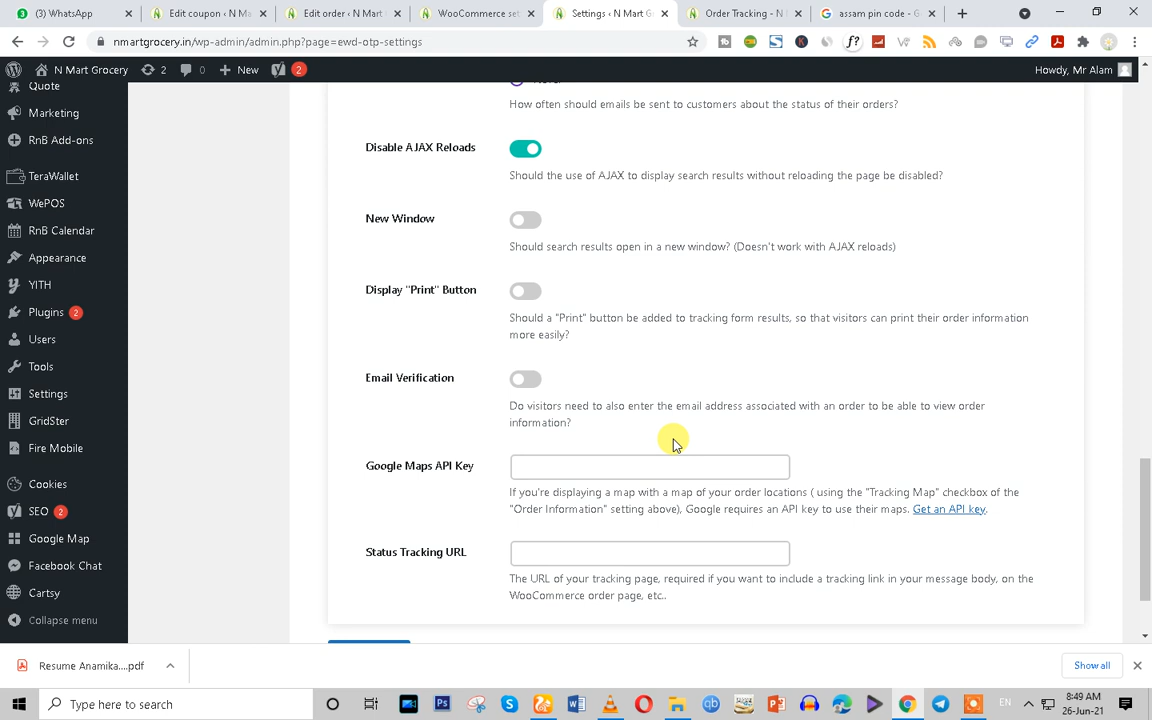 (3) WhatsApp
Edit coupon ‹ N Me
Edit order ‹ N Mart
WooCommerce set
Settings ‹ N Mart G
Order Tracking - N
assam pin code - G
nmartgrocery.in/wp-admin/admin.php?page=ewd-otp-settings
N Mart Grocery
2
0
New
2
Howdy, Mr Alam
Quote
Marketing
RnB Add-ons
TeraWallet
WePOS
RnB Calendar
Appearance
YITH
Plugins 2
Users
Tools
Settings
GridSter
Fire Mobile
Cookies
SEO 2
Google Map
Facebook Chat
Cartsy
Collapse menu
How often should emails be sent to customers about the status of their orders?
Disable AJAX Reloads
Should the use of AJAX to display search results without reloading the page be disabled?
New Window
Should search results open in a new window? (Doesn't work with AJAX reloads)
Display "Print" Button
Should a "Print" button be added to tracking form results, so that visitors can print their order information
more easily?
Email Verification
Do visitors need to also enter the email address associated with an order to be able to view order
information?
Google Maps API Key
If you're displaying a map with a map of your order locations ( using the "Tracking Map" checkbox of the
"Order Information" setting above), Google requires an API key to use their maps. Get an API key.
Status Tracking URL
The URL of your tracking page, required if you want to include a tracking link in your message body, on the
WooCommerce order page, etc..
Resume Anamika....pdf
Show all
Type here to search
EN
8:49 AM
26-Jun-21